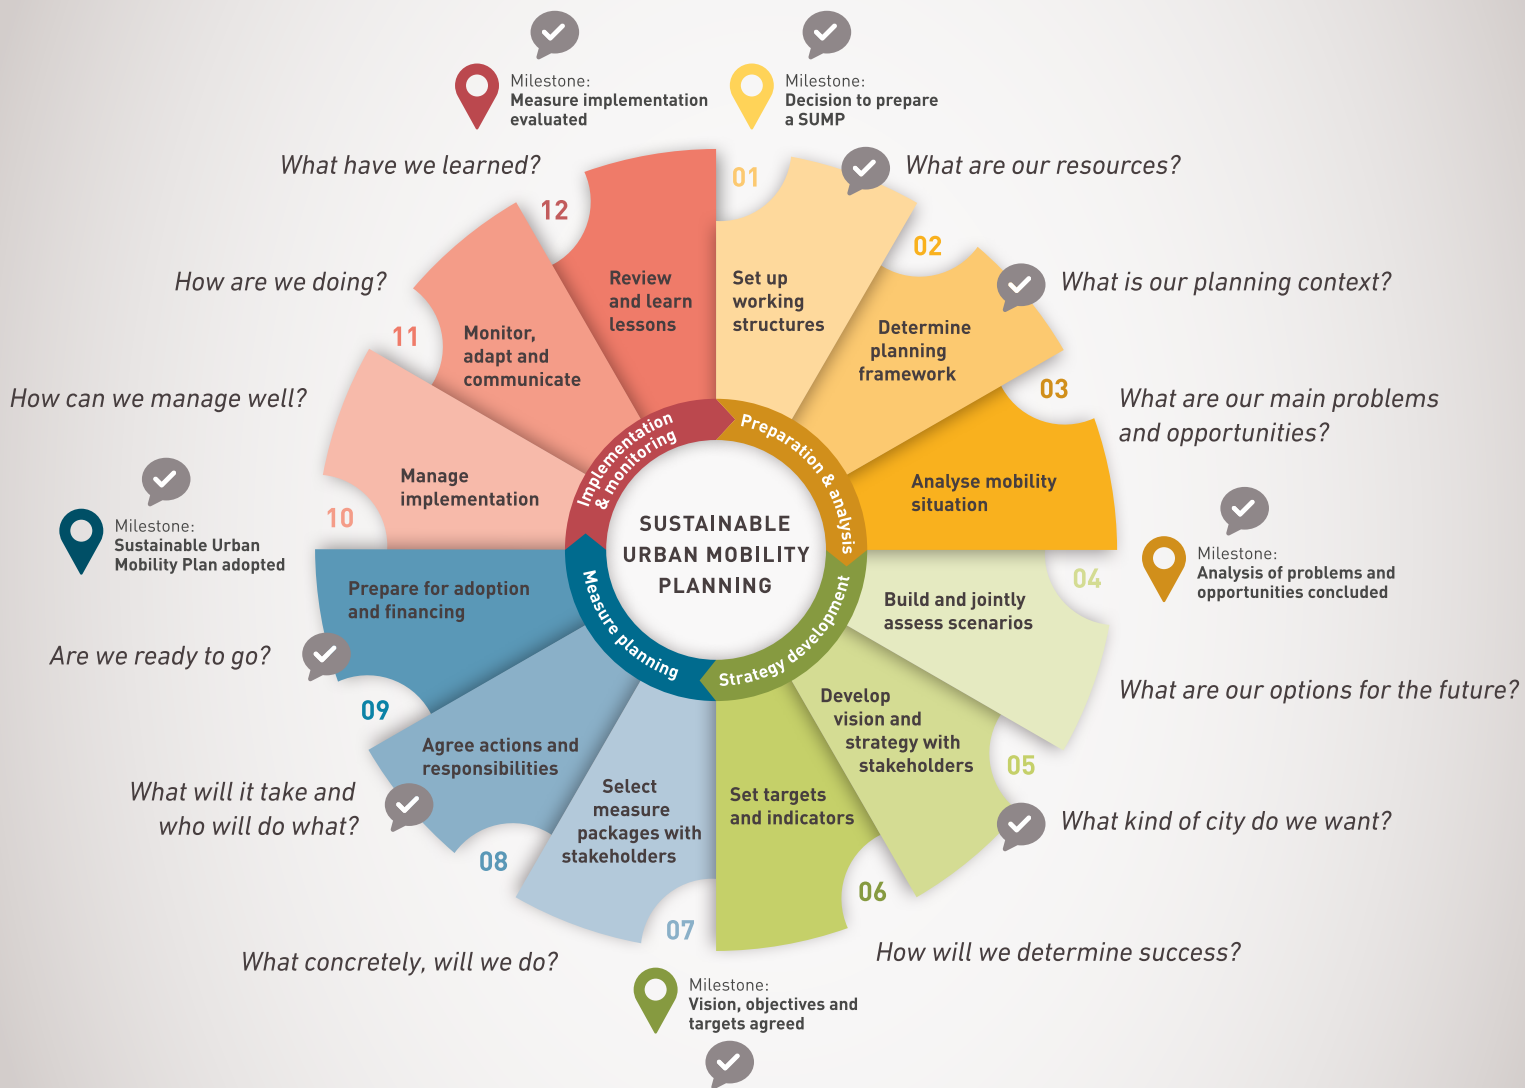 Milestone:
Measure implementation
evaluated
Milestone:
Decision to prepare
a SUMP
What have we learned?
What are our resources?
How are we doing?
What is our planning context?
How can we manage well?
What are our main problems
and opportunities?
Milestone:
Sustainable Urban
Mobility Plan adopted
Milestone:
Analysis of problems and
opportunities concluded
Are we ready to go?
What are our options for the future?
What will it take and
who will do what?
What kind of city do we want?
What concretely, will we do?
How will we determine success?
Milestone:
Vision, objectives and
targets agreed
01
Set up
working
structures
02
Determine
planning
framework
03
Analyse mobility
situation
04
Build and jointly
assess scenarios
05
Develop
vision and
strategy with
stakeholders
06
Set targets
and indicators
07
Select
measure
packages with
stakeholders
08
Agree actions and
responsibilities
09
Prepare for adoption
and financing
10
Manage
implementation
11
Monitor,
adapt and
communicate
12
Review
and learn
lessons
Preparation & analysis
Strategy development
Measure planning
Implementation
& monitoring
SUSTAINABLE
URBAN MOBILITY
PLANNING